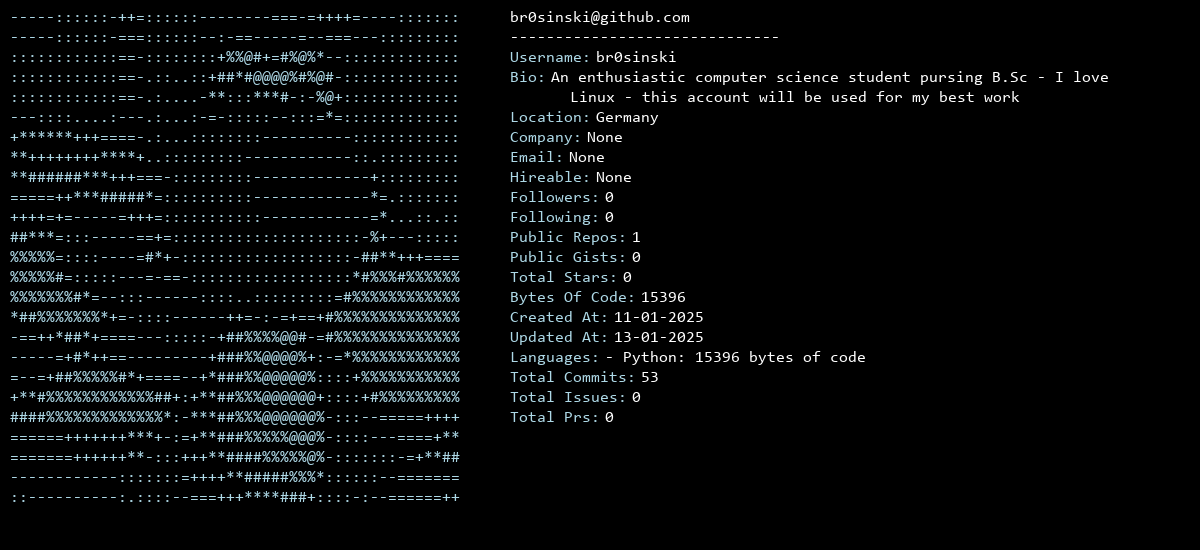 br0sinski@github.com
------------------------------
Username: br0sinski
Bio: An enthusiastic computer science student pursing B.Sc - I love
Linux - this account will be used for my best work
Location: Germany
Company: None
Email: None
Hireable: None
Followers: 0
Following: 0
Public Repos: 1
Public Gists: 0
Total Stars: 0
Bytes Of Code: 15396
Created At: 11-01-2025
Updated At: 13-01-2025
Languages: - Python: 15396 bytes of code
Total Commits: 53
Total Issues: 0
Total Prs: 0